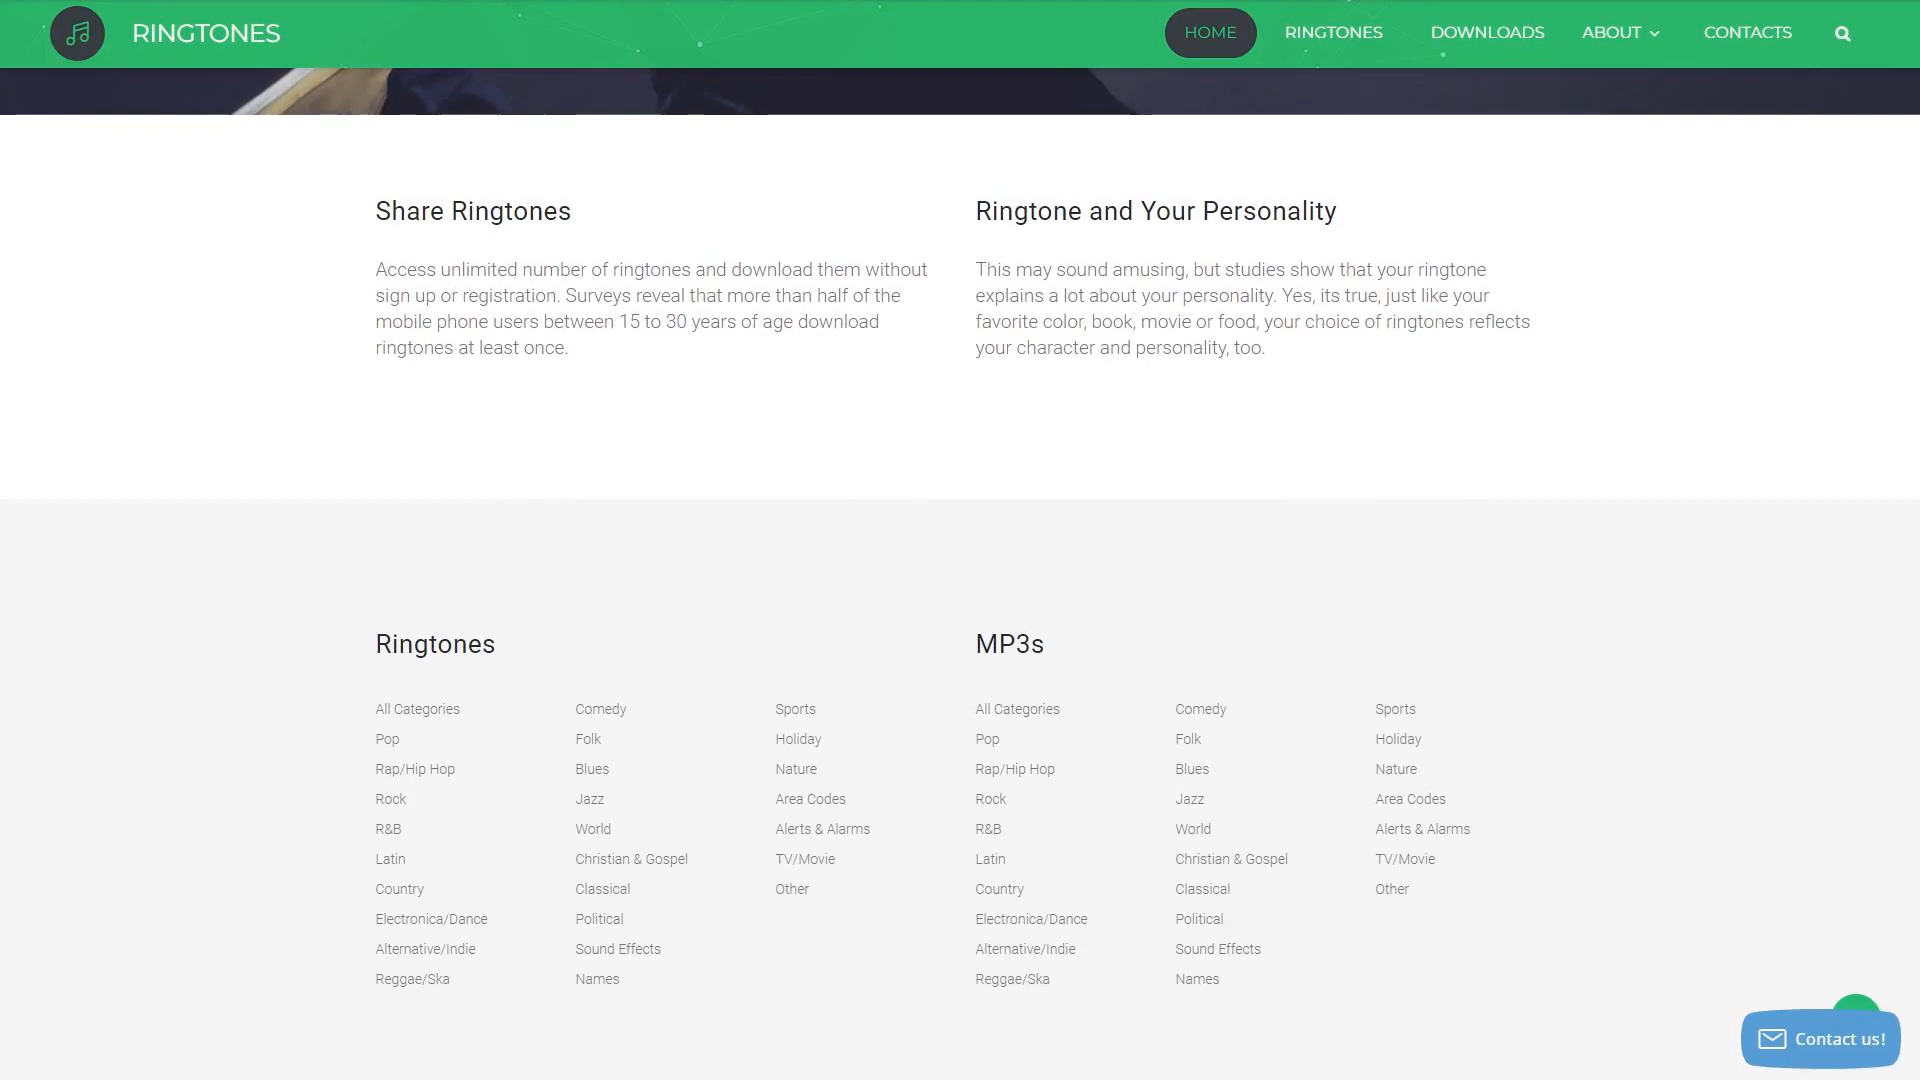 RINGTONES
HOME
RINGTONES
DOWNLOADS
ABOUT
CONTACTS
Share Ringtones
Access unlimited number of ringtones and download them without
sign up or registration. Surveys reveal that more than half of the
mobile phone users between 15 to 30 years of age download
ringtones at least once.
Ringtone and Your Personality
This may sound amusing, but studies show that your ringtone
explains a lot about your personality. Yes, its true, just like your
favorite color, book, movie or food, your choice of ringtones reflects
your character and personality, too.
Ringtones
All Categories
Pop
Rap/Hip Hop
Rock
R&B
Latin
Country
Electronica/Dance
Alternative/Indie
Reggae/Ska
Comedy
Folk
Blues
Jazz
World
Christian & Gospel
Classical
Political
Sound Effects
Names
Sports
Holiday
Nature
Area Codes
Alerts & Alarms
TV/Movie
Other
MP3s
All Categories
Pop
Rap/Hip Hop
Rock
R&B
Latin
Country
Electronica/Dance
Alternative/Indie
Reggae/Ska
Comedy
Folk
Blues
Jazz
World
Christian & Gospel
Classical
Political
Sound Effects
Names
Sports
Holiday
Nature
Area Codes
Alerts & Alarms
TV/Movie
Other
Contact us!